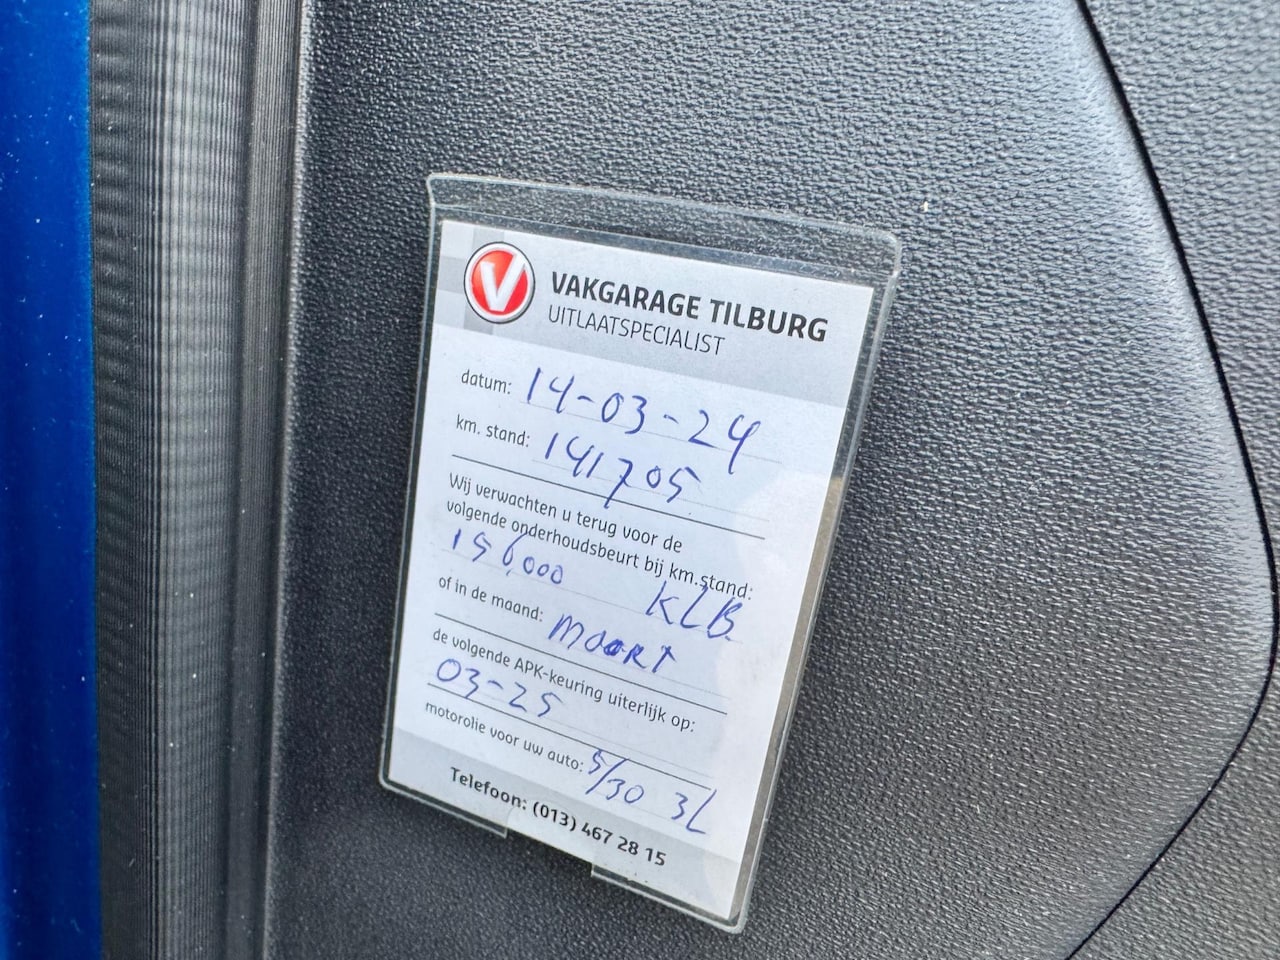 V
VAKGARAGE TILBURG
UITLAATSPECIALIST
datum: 14-03-24
km. stand: 141705
Wij verwachten u terug voor de
volgende onderhoudsbeurt bij km.stand:
156,000 KLB.
of in de maand: maart
de volgende APK-keuring uiterlijk op:
03-25
motorolie voor uw auto: 5/30 3L
Telefoon: (013) 467 28 15